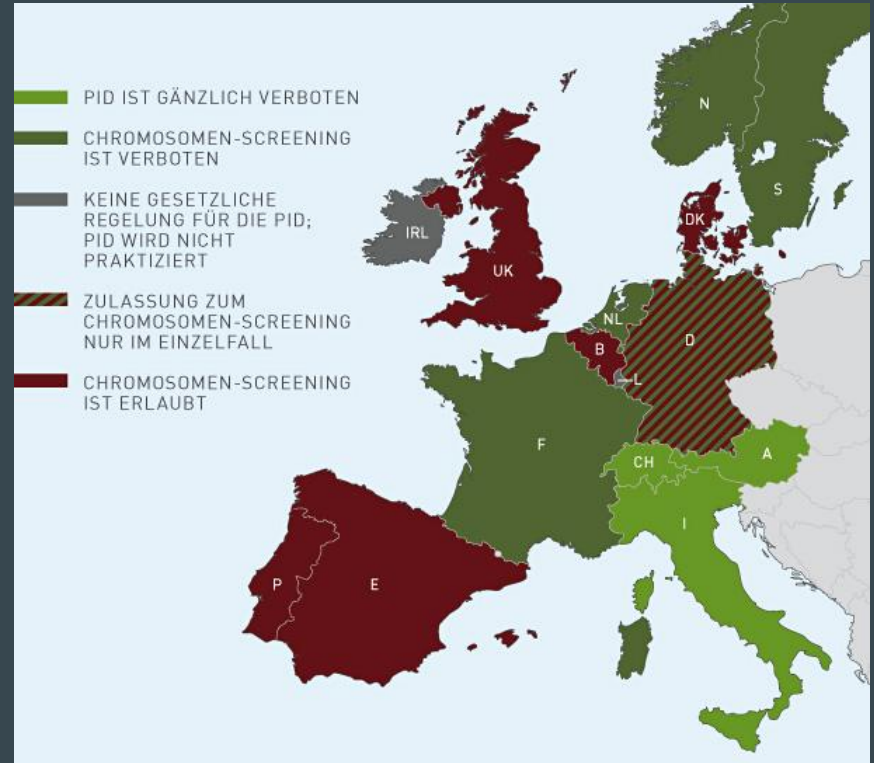 PID IST GÄNZLICH VERBOTEN
CHROMOSOMEN-SCREENING
IST VERBOTEN
KEINE GESETZLICHE
REGELUNG FÜR DIE PID;
PID WIRD NICHT
PRAKTIZIERT
ZULASSUNG ZUM
CHROMOSOMEN-SCREENING
NUR IM EINZELFALL
CHROMOSOMEN-SCREENING
IST ERLAUBT
N
S
DK
IRL
UK
NL
D
B
L
F
CH
A
I
P
E